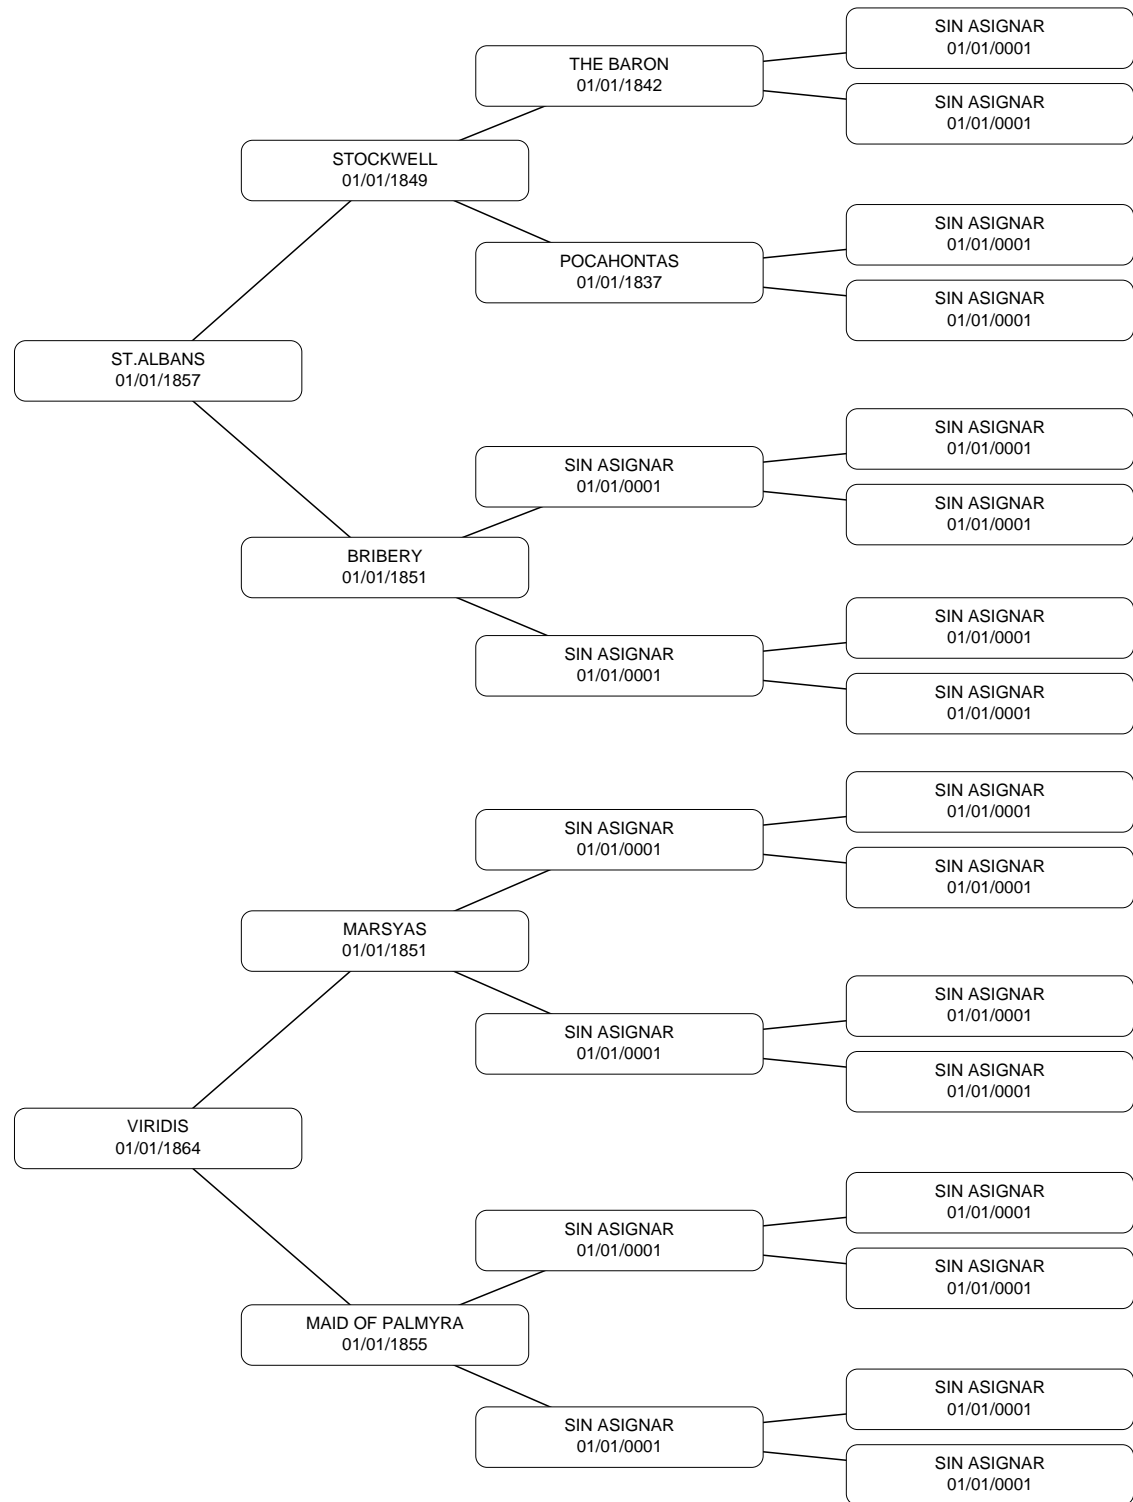 SIN ASIGNAR
01/01/0001
THE BARON
01/01/1842
SIN ASIGNAR
01/01/0001
STOCKWELL
01/01/1849
SIN ASIGNAR
01/01/0001
POCAHONTAS
01/01/1837
SIN ASIGNAR
01/01/0001
ST.ALBANS
01/01/1857
SIN ASIGNAR
01/01/0001
SIN ASIGNAR
01/01/0001
SIN ASIGNAR
01/01/0001
BRIBERY
01/01/1851
SIN ASIGNAR
01/01/0001
SIN ASIGNAR
01/01/0001
SIN ASIGNAR
01/01/0001
SIN ASIGNAR
01/01/0001
SIN ASIGNAR
01/01/0001
SIN ASIGNAR
01/01/0001
MARSYAS
01/01/1851
SIN ASIGNAR
01/01/0001
SIN ASIGNAR
01/01/0001
SIN ASIGNAR
01/01/0001
VIRIDIS
01/01/1864
SIN ASIGNAR
01/01/0001
SIN ASIGNAR
01/01/0001
SIN ASIGNAR
01/01/0001
MAID OF PALMYRA
01/01/1855
SIN ASIGNAR
01/01/0001
SIN ASIGNAR
01/01/0001
SIN ASIGNAR
01/01/0001